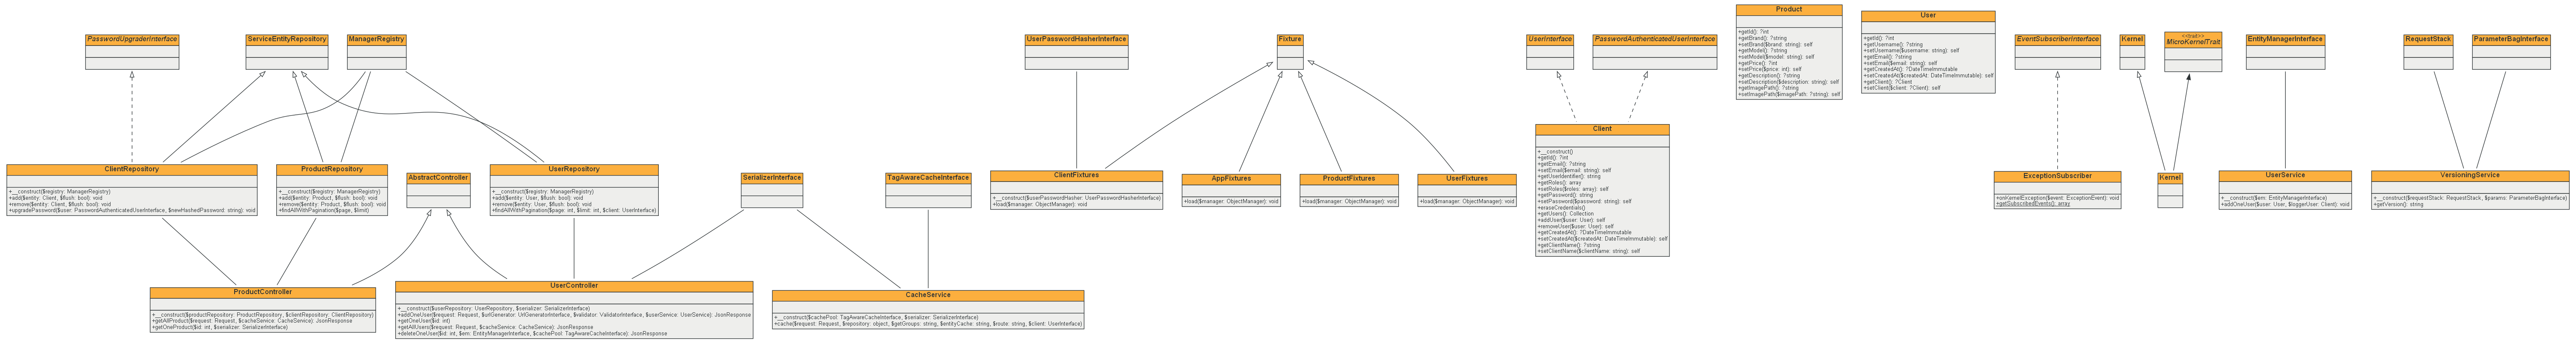 PasswordUpgraderInterface
ServiceEntityRepository
ManagerRegistry
UserPasswordHasherInterface
Fixture
UserInterface
PasswordAuthenticatedUserInterface
Product
+getId(): ?int
+getBrand(): ?string
+setBrand($brand: string): self
+getModel(): ?string
+setModel($model: string): self
+getPrice(): ?int
+setPrice($price: int): self
+getDescription(): ?string
+setDescription($description: string): self
+getImagePath(): ?string
+setImagePath($imagePath: ?string): self
User
+getId(): ?int
+getUsername(): ?string
+setUsername($username: string): self
+getEmail(): ?string
+setEmail($email: string): self
+getCreatedAt(): ?DateTimeImmutable
+setCreatedAt($createdAt: DateTimeImmutable): self
+getClient(): ?Client
+setClient($client: ?Client): self
EventSubscriberInterface
Kernel
<<trait>>
MicroKernelTrait
EntityManagerInterface
RequestStack
ParameterBagInterface
ClientRepository
+__construct($registry: ManagerRegistry)
+add($entity: Client, $flush: bool): void
+remove($entity: Client, $flush: bool): void
+upgradePassword($user: PasswordAuthenticatedUserInterface, $newHashedPassword: string): void
ProductRepository
+__construct($registry: ManagerRegistry)
+add($entity: Product, $flush: bool): void
+remove($entity: Product, $flush: bool): void
+findAllWithPagination($page, $limit)
AbstractController
UserRepository
+__construct($registry: ManagerRegistry)
+add($entity: User, $flush: bool): void
+remove($entity: User, $flush: bool): void
+findAllWithPagination($page: int, $limit: int, $client: UserInterface)
SerializerInterface
TagAwareCacheInterface
ClientFixtures
+__construct($userPasswordHasher: UserPasswordHasherInterface)
+load($manager: ObjectManager): void
AppFixtures
+load($manager: ObjectManager): void
ProductFixtures
+load($manager: ObjectManager): void
UserFixtures
+load($manager: ObjectManager): void
Client
+__construct()
+getId(): ?int
+getEmail(): ?string
+setEmail($email: string): self
+getUserIdentifier(): string
+getRoles(): array
+setRoles($roles: array): self
+getPassword(): string
+setPassword($password: string): self
+eraseCredentials()
+getUsers(): Collection
+addUser($user: User): self
+removeUser($user: User): self
+getCreatedAt(): ?DateTimeImmutable
+setCreatedAt($createdAt: DateTimeImmutable): self
+getClientName(): ?string
+setClientName($clientName: string): self
ExceptionSubscriber
+onKernelException($event: ExceptionEvent): void
+getSubscribedEvents(): array
Kernel
UserService
+__construct($em: EntityManagerInterface)
+addOneUser($user: User, $loggerUser: Client): void
VersioningService
+__construct($requestStack: RequestStack, $params: ParameterBagInterface)
+getVersion(): string
ProductController
+__construct($productRepository: ProductRepository, $clientRepository: ClientRepository)
+getAllProduct($request: Request, $cacheService: CacheService): JsonResponse
+getOneProduct($id: int, $serializer: SerializerInterface)
UserController
+__construct($userRepository: UserRepository, $serializer: SerializerInterface)
+addOneUser($request: Request, $urlGenerator: UrlGeneratorInterface, $validator: ValidatorInterface, $userService: UserService): JsonResponse
+getOneUser($id: int)
+getAllUsers($request: Request, $cacheService: CacheService): JsonResponse
+deleteOneUser($id: int, $em: EntityManagerInterface, $cachePool: TagAwareCacheInterface): JsonResponse
CacheService
+__construct($cachePool: TagAwareCacheInterface, $serializer: SerializerInterface)
+cache($request: Request, $repository: object, $getGroups: string, $entityCache: string, $route: string, $client: UserInterface)